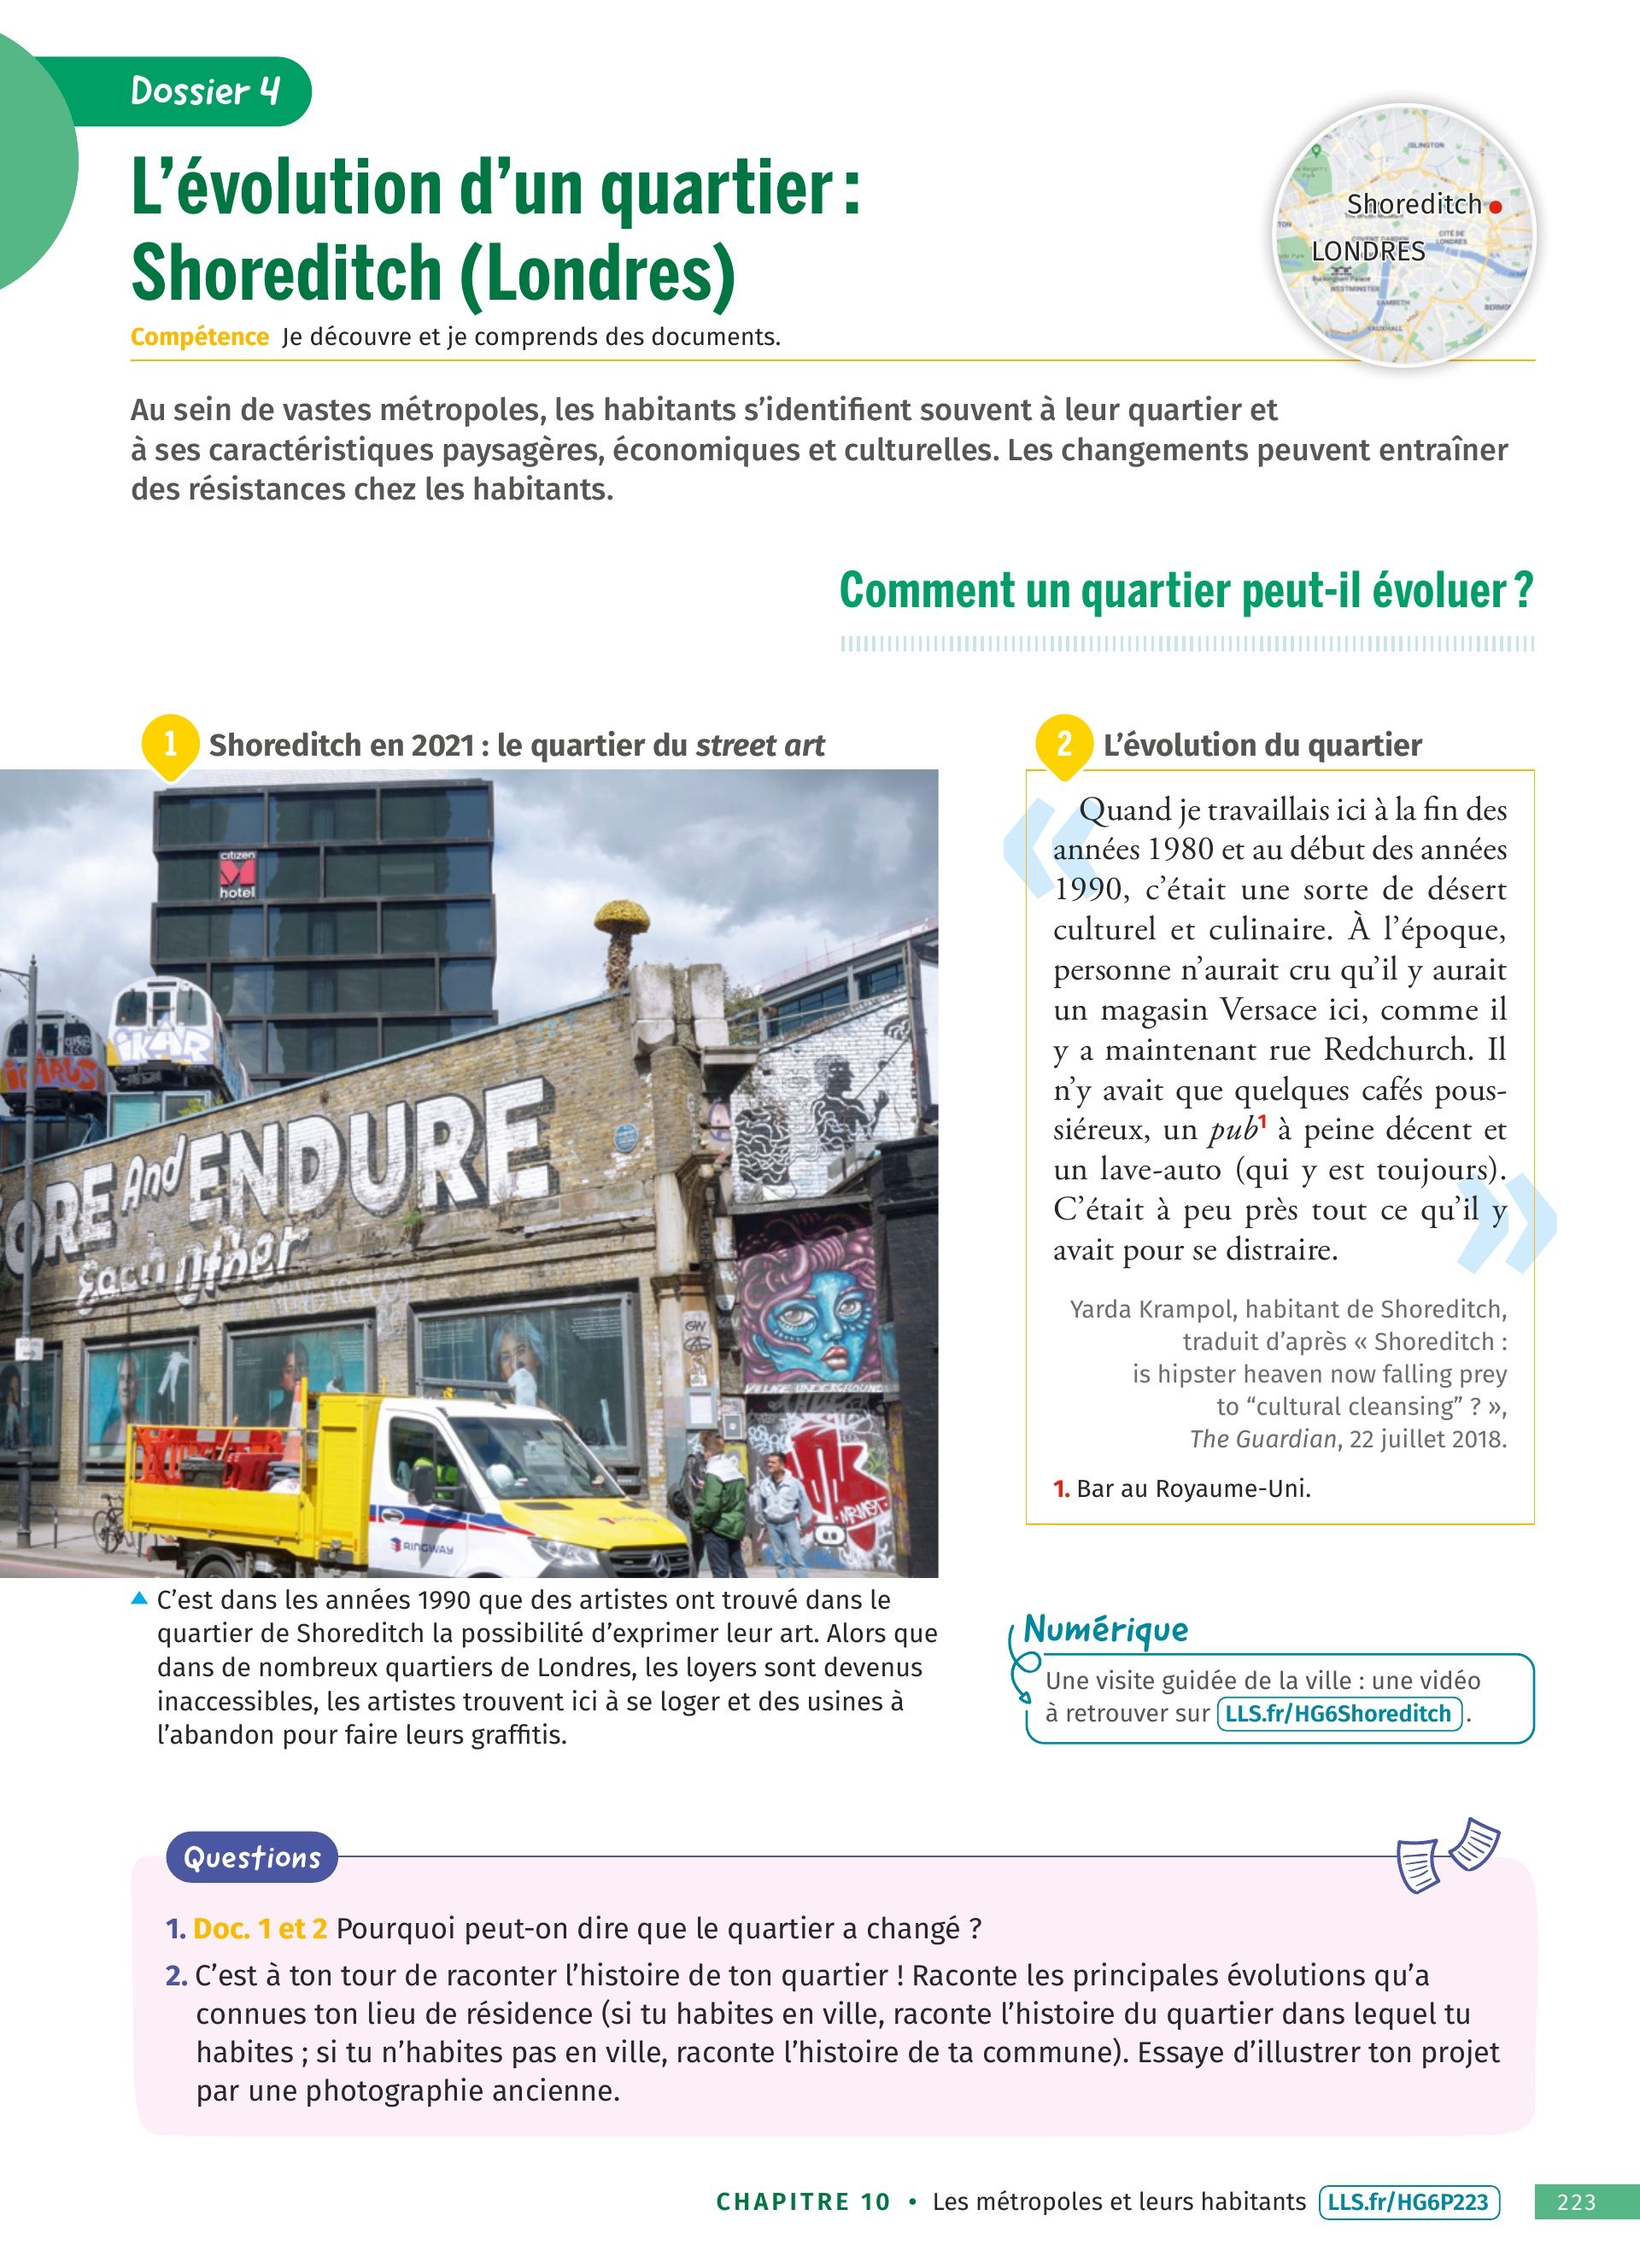 Dossier 4
L’évolution d’un quartier :
Shoreditch (Londres)
Compétence Je découvre et je comprends des documents.
ISLINGTON
Shoreditch
CITÉ DE
LONDRES
LONDRES
Buckingham Palace
WESTMINSTER
LAMBETH
VAUXHALL
Au sein de vastes métropoles, les habitants s’identifient souvent à leur quartier et
à ses caractéristiques paysagères, économiques et culturelles. Les changements peuvent entraîner
des résistances chez les habitants.
Comment un quartier peut-il évoluer ?
1 Shoreditch en 2021 : le quartier du street art
citizen
M
hotel
IKAR
ORE And ENDURE
Each Other
VILLAGE UNDERGROUND
RINGWAY
C’est dans les années 1990 que des artistes ont trouvé dans le
quartier de Shoreditch la possibilité d’exprimer leur art. Alors que
dans de nombreux quartiers de Londres, les loyers sont devenus
inaccessibles, les artistes trouvent ici à se loger et des usines à
l’abandon pour faire leurs graffitis.
2 L’évolution du quartier
« Quand je travaillais ici à la fin des
années 1980 et au début des années
1990, c’était une sorte de désert
culturel et culinaire. À l’époque,
personne n’aurait cru qu’il y aurait
un magasin Versace ici, comme il
y a maintenant rue Redchurch. Il
n’y avait que quelques cafés pous-
siéreux, un pub1 à peine décent et
un lave-auto (qui y est toujours).
C’était à peu près tout ce qu’il y
avait pour se distraire. »
Yarda Krampol, habitant de Shoreditch,
traduit d’après « Shoreditch :
is hipster heaven now falling prey
to “cultural cleansing” ? »,
The Guardian, 22 juillet 2018.
1. Bar au Royaume-Uni.
Numérique
Une visite guidée de la ville : une vidéo
à retrouver sur LLS.fr/HG6Shoreditch .
Questions
1. Doc. 1 et 2 Pourquoi peut-on dire que le quartier a changé ?
2. C’est à ton tour de raconter l’histoire de ton quartier ! Raconte les principales évolutions qu’a
connues ton lieu de résidence (si tu habites en ville, raconte l’histoire du quartier dans lequel tu
habites ; si tu n’habites pas en ville, raconte l’histoire de ta commune). Essaye d’illustrer ton projet
par une photographie ancienne.
CHAPITRE 10 • Les métropoles et leurs habitants LLS.fr/HG6P223 223